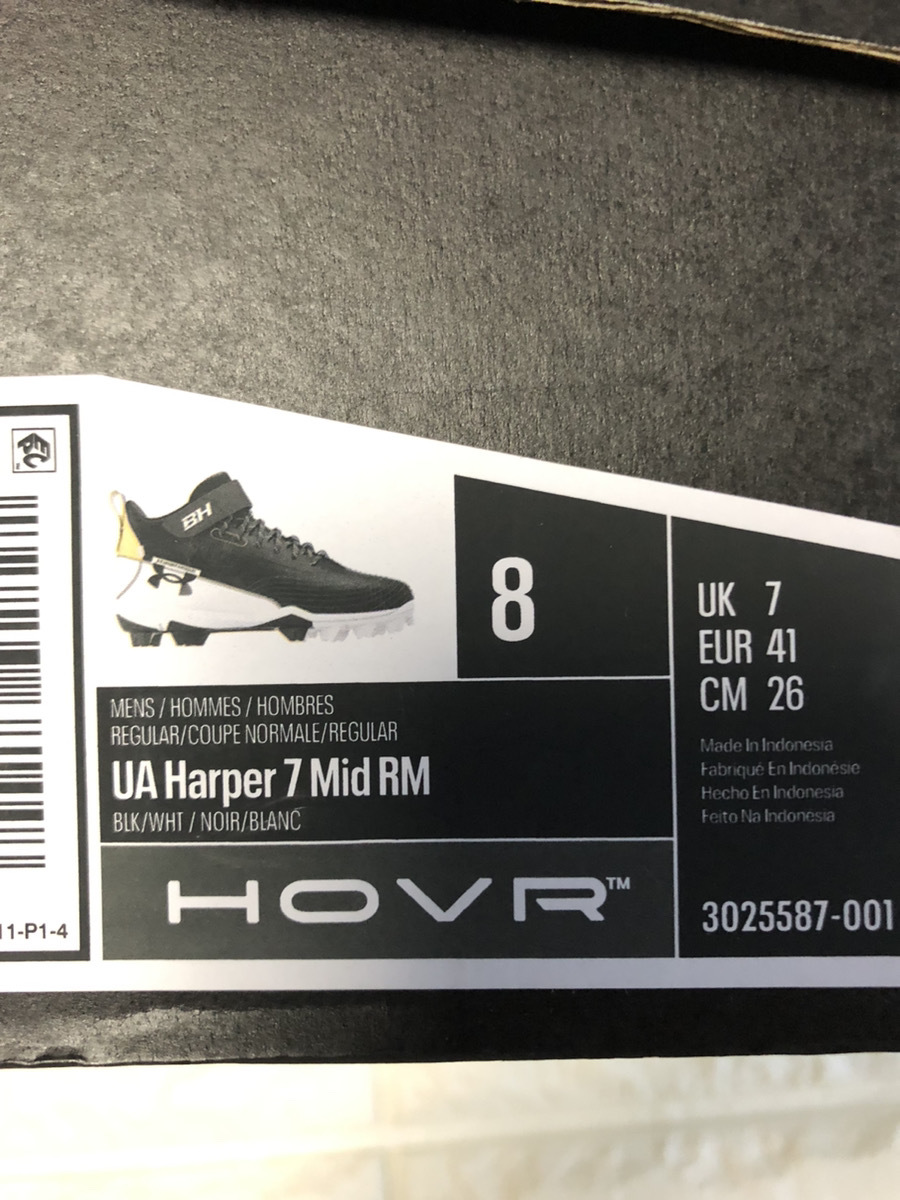 BH
8
UK 7
EUR 41
CM 26
MENS / HOMMES / HOMBRES
REGULAR/COUPE NORMALE/REGULAR
UA Harper 7 Mid RM
BLK/WHT / NOIR/BLANC
Made In Indonesia
Fabriqué En Indonésie
Hecho En Indonesia
Feito Na Indonésia
HOVR™
3025587-001
11-P1-4